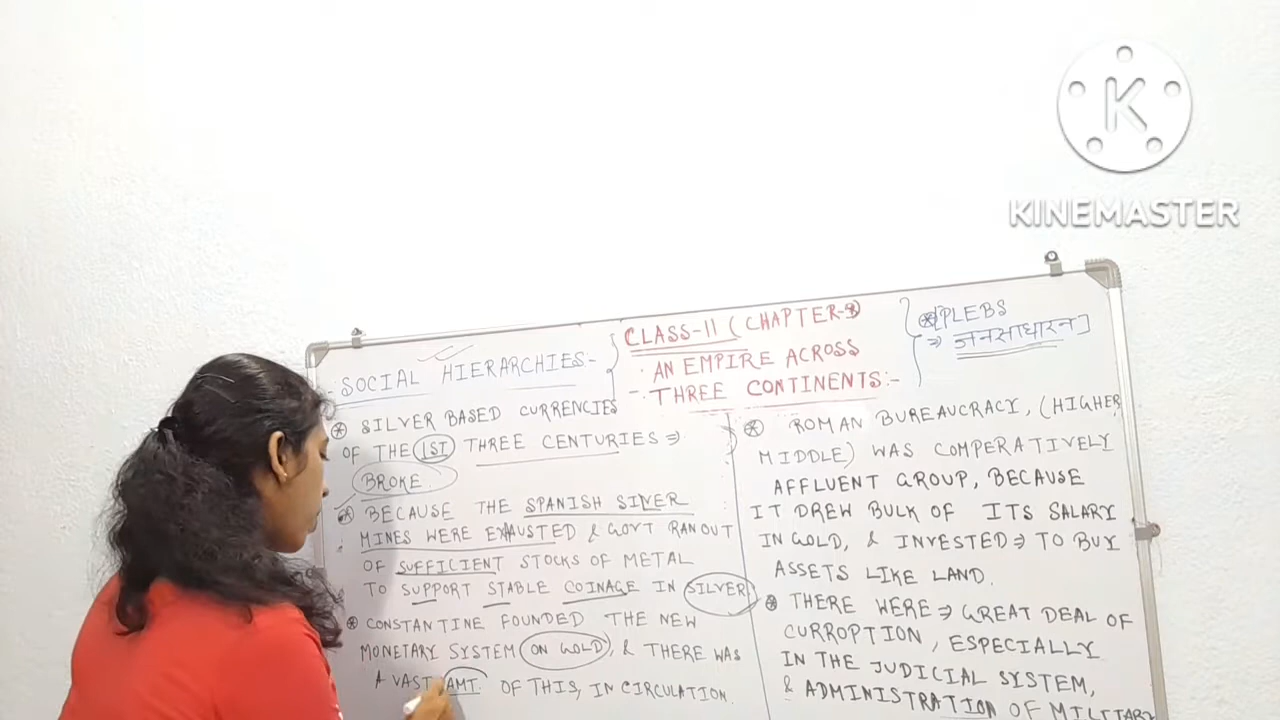 KINEMASTER
CLASS-11 (CHAPTER-
AN EMPIRE ACROSS
THREE CONTINENTS:-
PLEBS
⇒ जनसाधारन]
SOCIAL HIERARCHIES-
SILVER BASED CURRENCIES
OF THE 1ST THREE CENTURIES ⇒
BROKE.
BECAUSE THE SPANISH SILVER
MINES WERE EXHAUSTED & GOVT RAN OUT
OF SUFFICIENT STOCKS OF METAL
TO SUPPORT STABLE COINAGE IN SILVER
CONSTANTINE FOUNDED THE NEW
MONETARY SYSTEM ON GOLD, & THERE WAS
A VAST AMT. OF THIS, IN CIRCULATION.
ROMAN BUREAUCRACY, (HIGHER
MIDDLE) WAS COMPERATIVELY
AFFLUENT GROUP, BECAUSE
IT DREW BULK OF ITS SALARY
IN GOLD, & INVESTED ⇒ TO BUY
ASSETS LIKE LAND.
THERE WERE ⇒ GREAT DEAL OF
CURROPTION, ESPECIALLY
IN THE JUDICIAL SYSTEM,
& ADMINISTRATION OF MILITARY